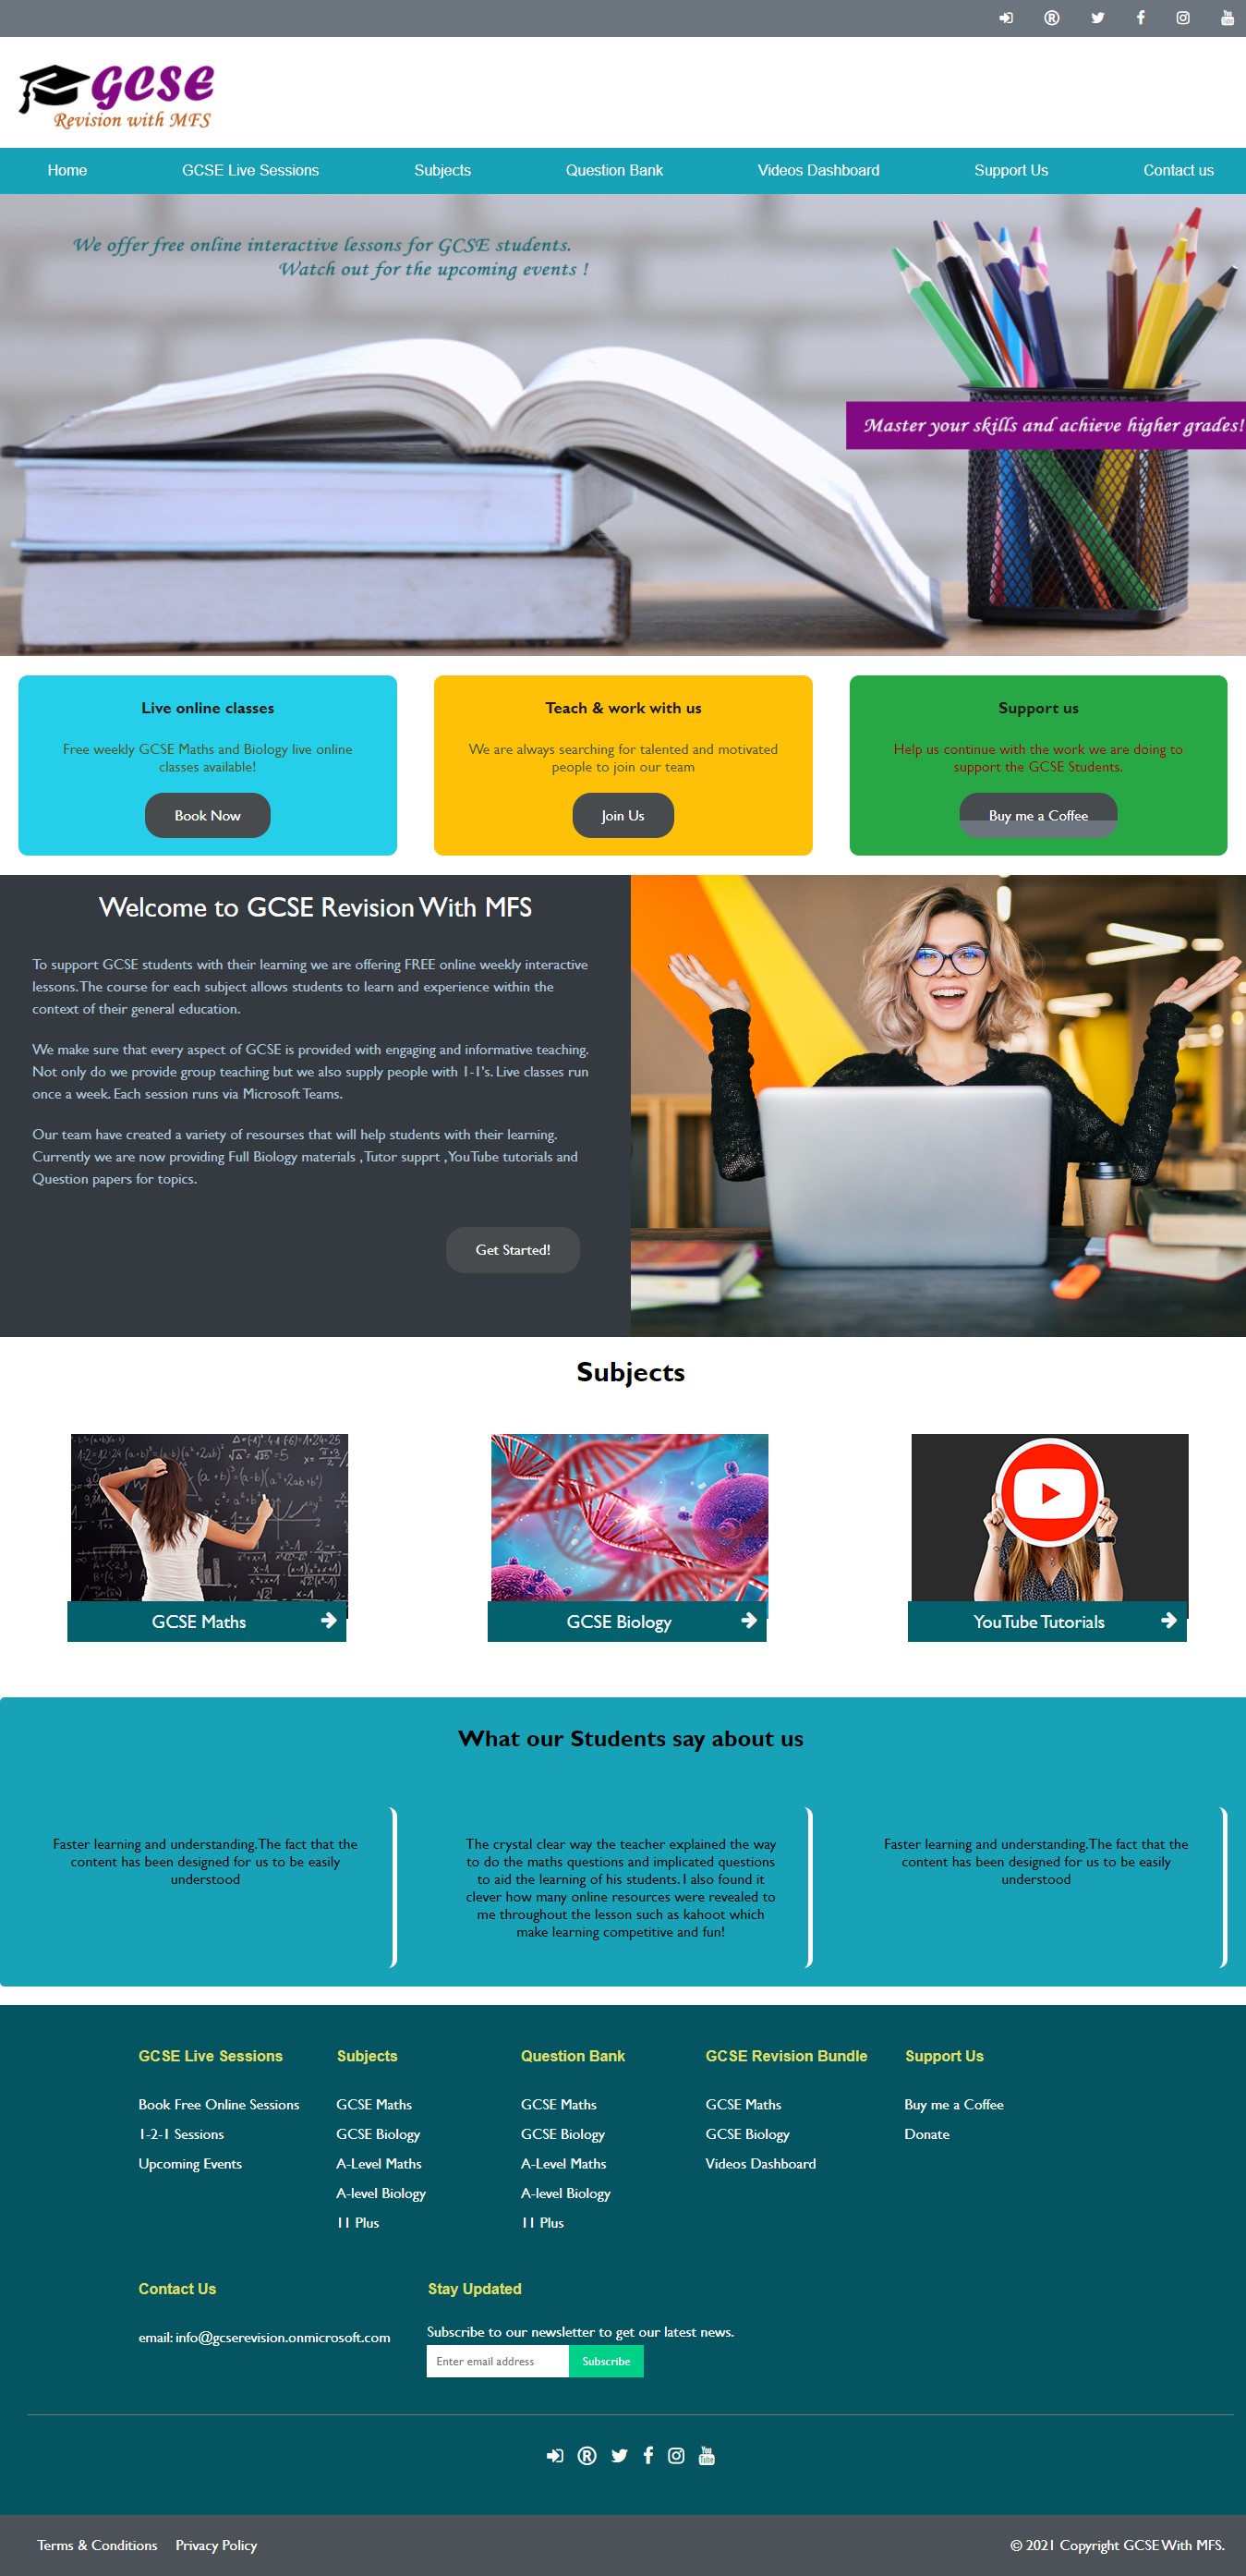 GCSE
Revision with MFS
Home GCSE Live Sessions Subjects Question Bank Videos Dashboard Support Us Contact us
We offer free online interactive lessons for GCSE students.
Watch out for the upcoming events !
Master your skills and achieve higher grades!
Live online classes
Free weekly GCSE Maths and Biology live online
classes available!
Book Now
Teach & work with us
We are always searching for talented and motivated
people to join our team
Join Us
Support us
Help us continue with the work we are doing to
support the GCSE Students.
Buy me a Coffee
Welcome to GCSE Revision With MFS
To support GCSE students with their learning we are offering FREE online weekly interactive
lessons. The course for each subject allows students to learn and experience within the
context of their general education.
We make sure that every aspect of GCSE is provided with engaging and informative teaching.
Not only do we provide group teaching but we also supply people with 1-1's. Live classes run
once a week. Each session runs via Microsoft Teams.
Our team have created a variety of resourses that will help students with their learning.
Currently we are now providing Full Biology materials , Tutor supprt , YouTube tutorials and
Question papers for topics.
Get Started!
Subjects
GCSE Maths
GCSE Biology
YouTube Tutorials
What our Students say about us
Faster learning and understanding. The fact that the
content has been designed for us to be easily
understood
The crystal clear way the teacher explained the way
to do the maths questions and implicated questions
to aid the learning of his students. I also found it
clever how many online resources were revealed to
me throughout the lesson such as kahoot which
make learning competitive and fun!
Faster learning and understanding. The fact that the
content has been designed for us to be easily
understood
GCSE Live Sessions
Book Free Online Sessions
1-2-1 Sessions
Upcoming Events
Subjects
GCSE Maths
GCSE Biology
A-Level Maths
A-level Biology
11 Plus
Question Bank
GCSE Maths
GCSE Biology
A-Level Maths
A-level Biology
11 Plus
GCSE Revision Bundle
GCSE Maths
GCSE Biology
Videos Dashboard
Support Us
Buy me a Coffee
Donate
Contact Us
email: info@gcserevision.onmicrosoft.com
Stay Updated
Subscribe to our newsletter to get our latest news.
Enter email address Subscribe
Terms & Conditions Privacy Policy © 2021 Copyright GCSE With MFS.